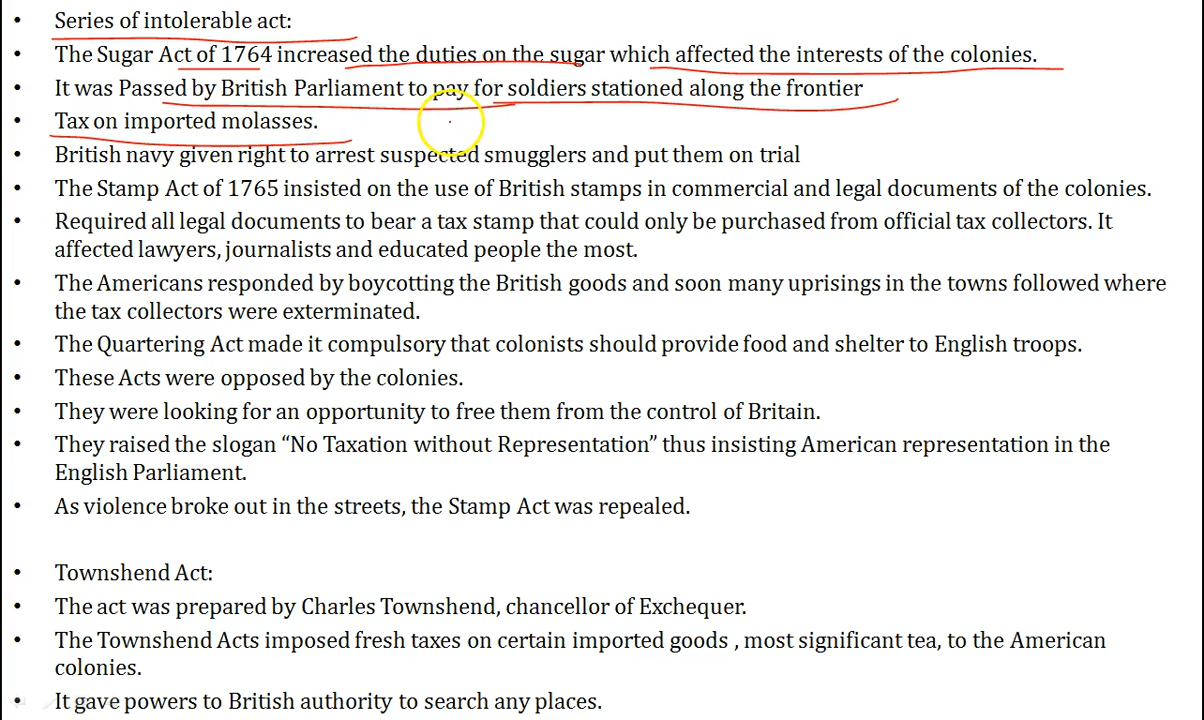 • Series of intolerable act:
• The Sugar Act of 1764 increased the duties on the sugar which affected the interests of the colonies.
• It was Passed by British Parliament to pay for soldiers stationed along the frontier
• Tax on imported molasses.
• British navy given right to arrest suspected smugglers and put them on trial
• The Stamp Act of 1765 insisted on the use of British stamps in commercial and legal documents of the colonies.
• Required all legal documents to bear a tax stamp that could only be purchased from official tax collectors. It
affected lawyers, journalists and educated people the most.
• The Americans responded by boycotting the British goods and soon many uprisings in the towns followed where
the tax collectors were exterminated.
• The Quartering Act made it compulsory that colonists should provide food and shelter to English troops.
• These Acts were opposed by the colonies.
• They were looking for an opportunity to free them from the control of Britain.
• They raised the slogan “No Taxation without Representation” thus insisting American representation in the
English Parliament.
• As violence broke out in the streets, the Stamp Act was repealed.
• Townshend Act:
• The act was prepared by Charles Townshend, chancellor of Exchequer.
• The Townshend Acts imposed fresh taxes on certain imported goods , most significant tea, to the American
colonies.
• It gave powers to British authority to search any places.